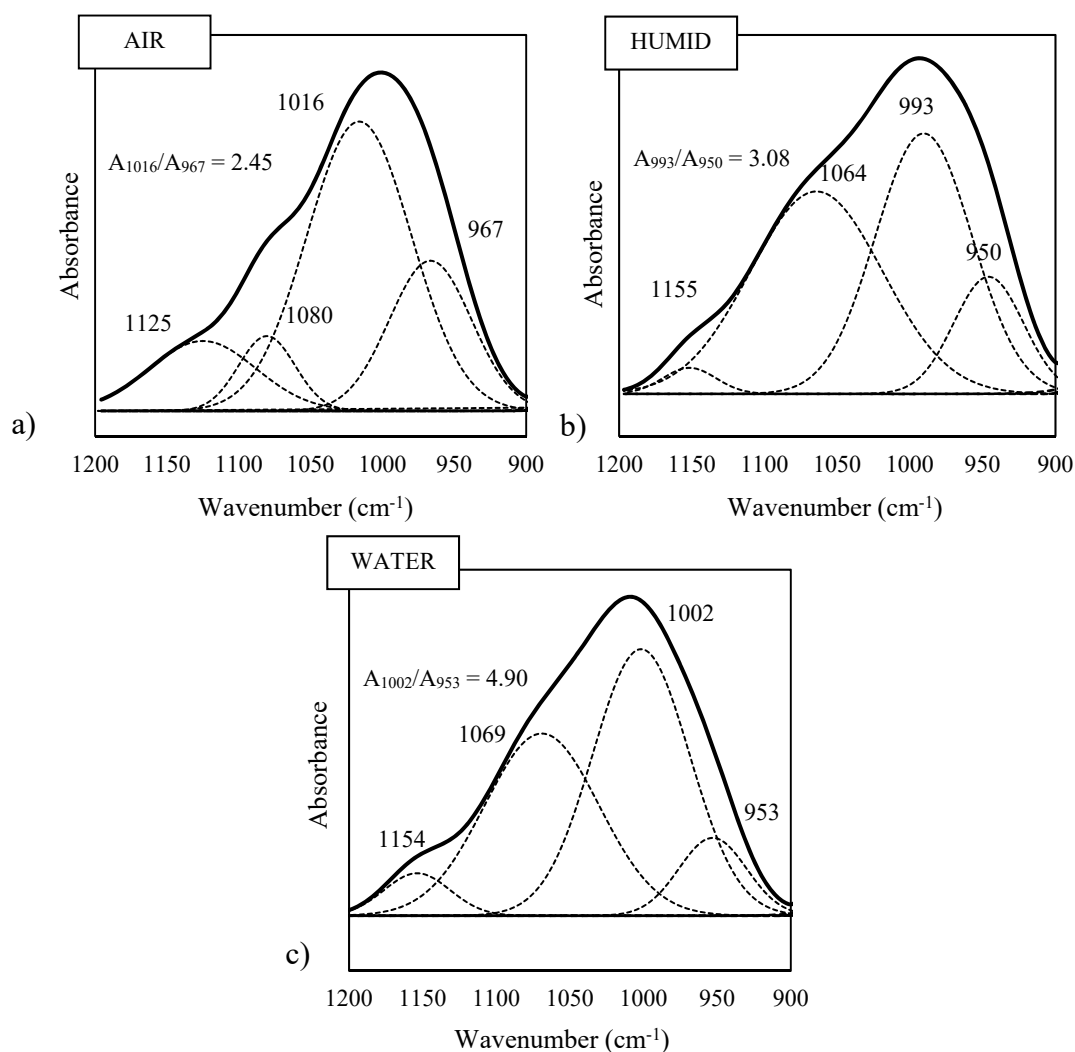 AIR
1016
A₁₀₁₆/A₉₆₇ = 2.45
967
1125
1080
Absorbance
a)
1200 1150 1100 1050 1000 950 900
Wavenumber (cm⁻¹)
HUMID
993
A₉₉₃/A₉₅₀ = 3.08
1064
950
1155
Absorbance
b)
1200 1150 1100 1050 1000 950 900
Wavenumber (cm⁻¹)
WATER
1002
A₁₀₀₂/A₉₅₃ = 4.90
1069
953
1154
Absorbance
c)
1200 1150 1100 1050 1000 950 900
Wavenumber (cm⁻¹)